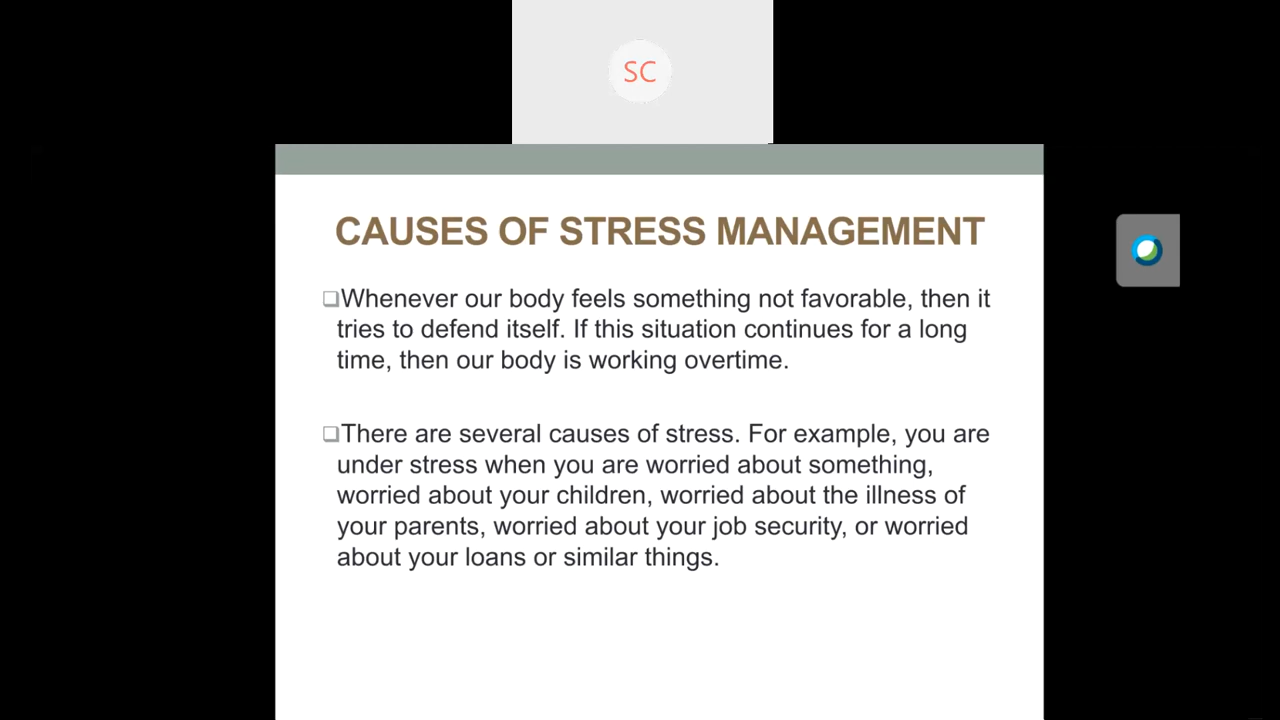 SC
CAUSES OF STRESS MANAGEMENT
❑Whenever our body feels something not favorable, then it
tries to defend itself. If this situation continues for a long
time, then our body is working overtime.
❑There are several causes of stress. For example, you are
under stress when you are worried about something,
worried about your children, worried about the illness of
your parents, worried about your job security, or worried
about your loans or similar things.